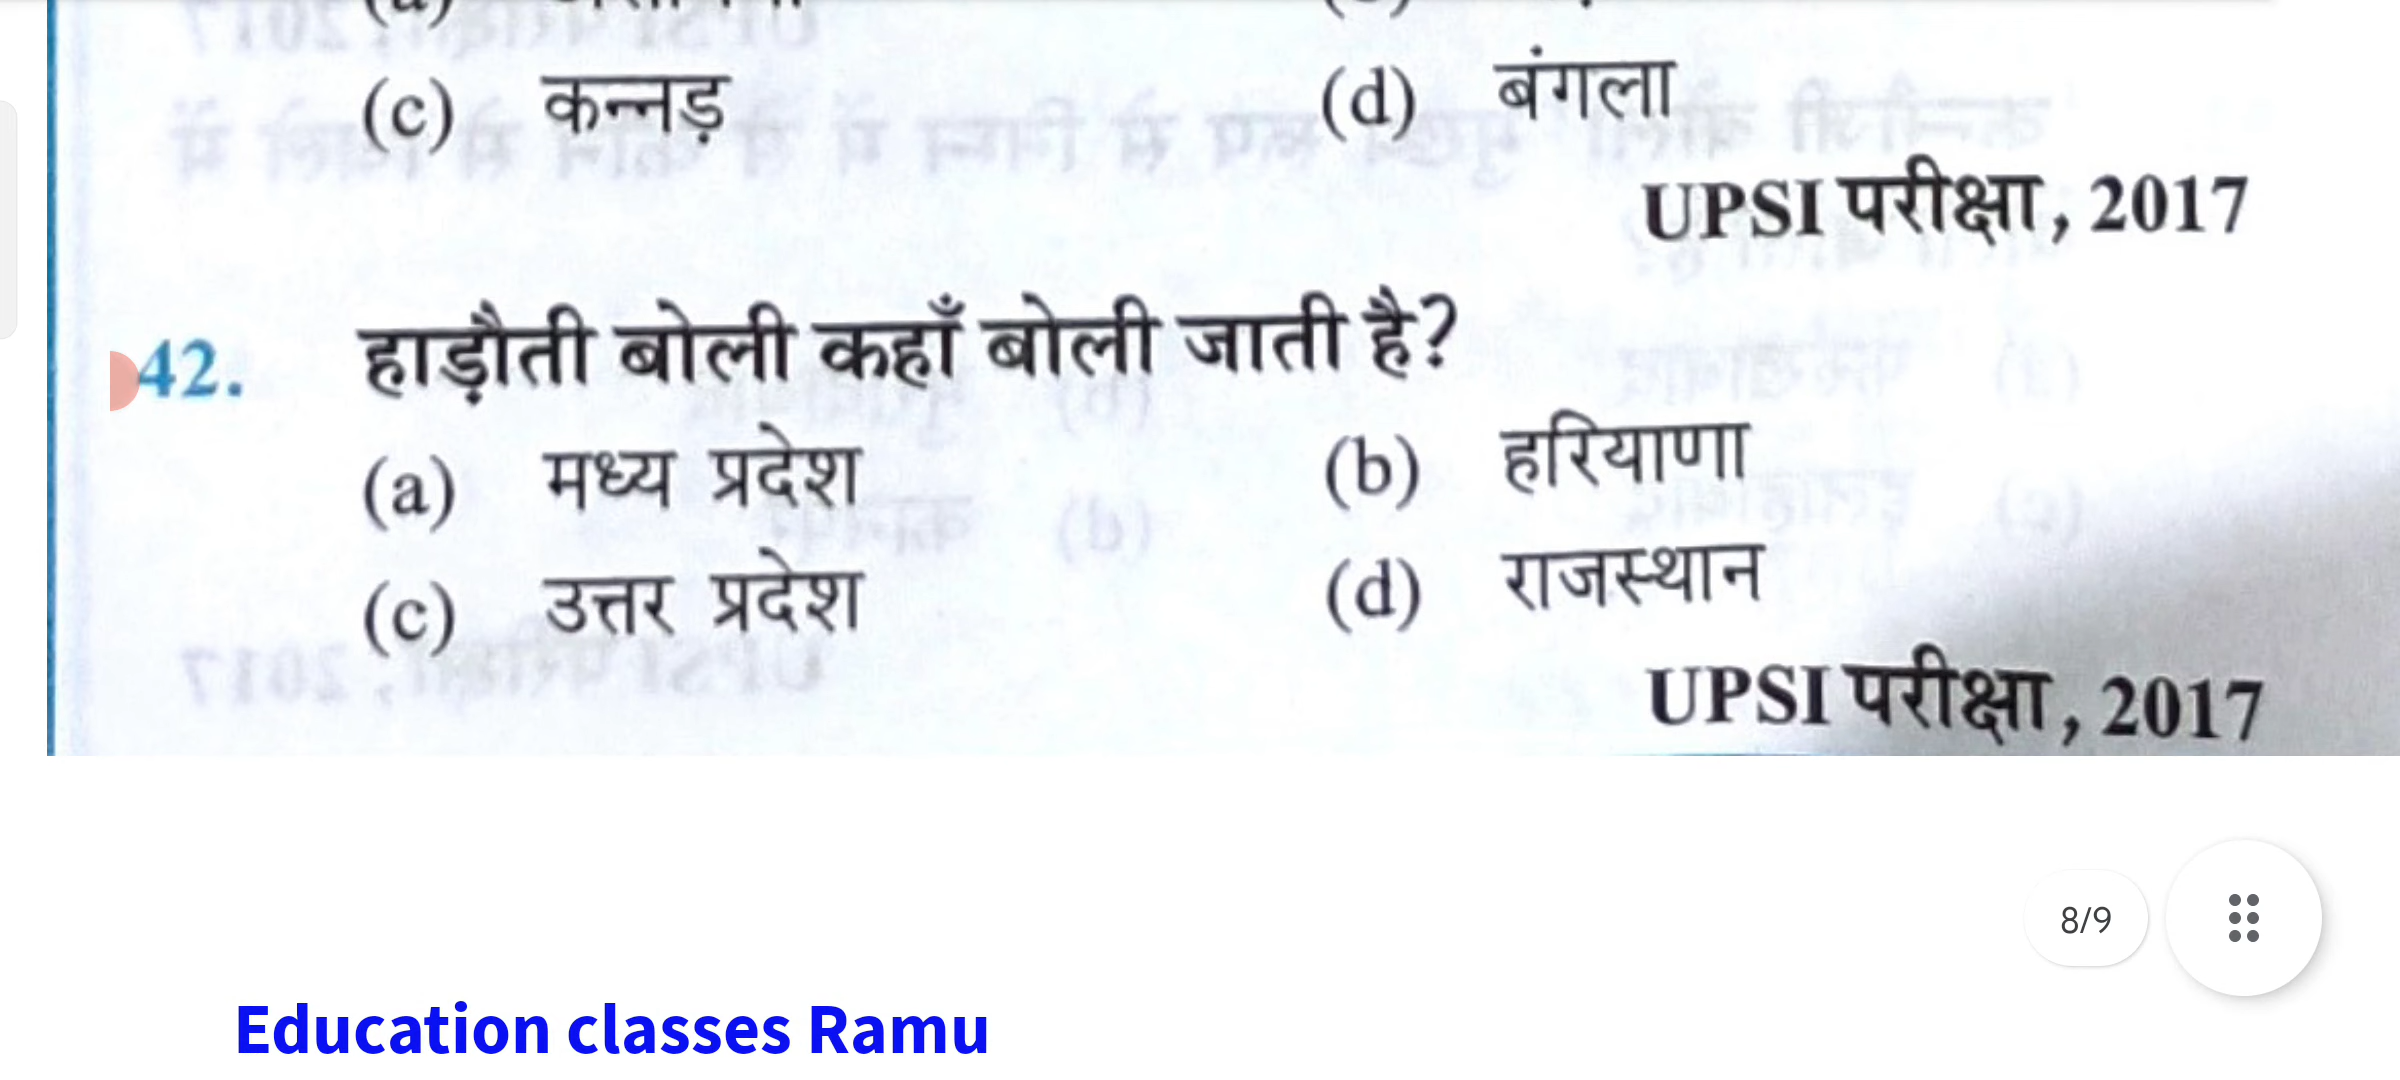 (c) कन्नड़ (d) बंगला
UPSI परीक्षा, 2017
42. हाड़ौती बोली कहाँ बोली जाती है?
(a) मध्य प्रदेश (b) हरियाणा
(c) उत्तर प्रदेश (d) राजस्थान
UPSI परीक्षा, 2017
8/9
Education classes Ramu